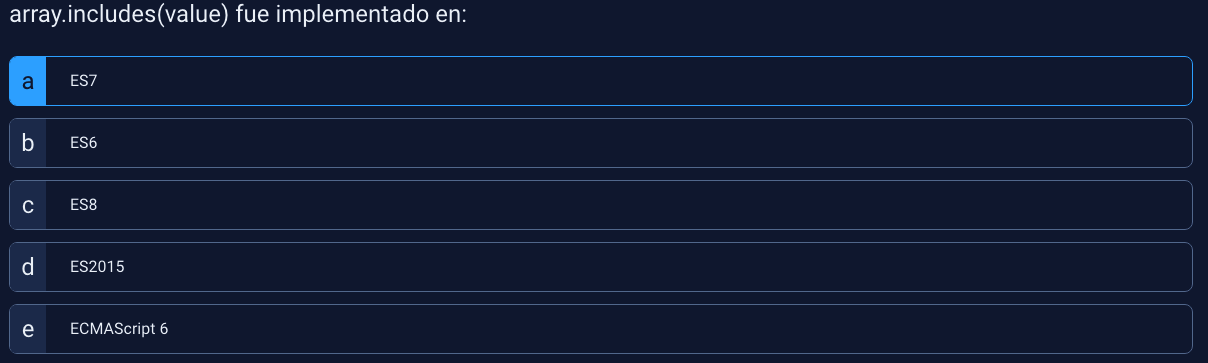 array.includes(value) fue implementado en:
a ES7
b ES6
c ES8
d ES2015
e ECMAScript 6